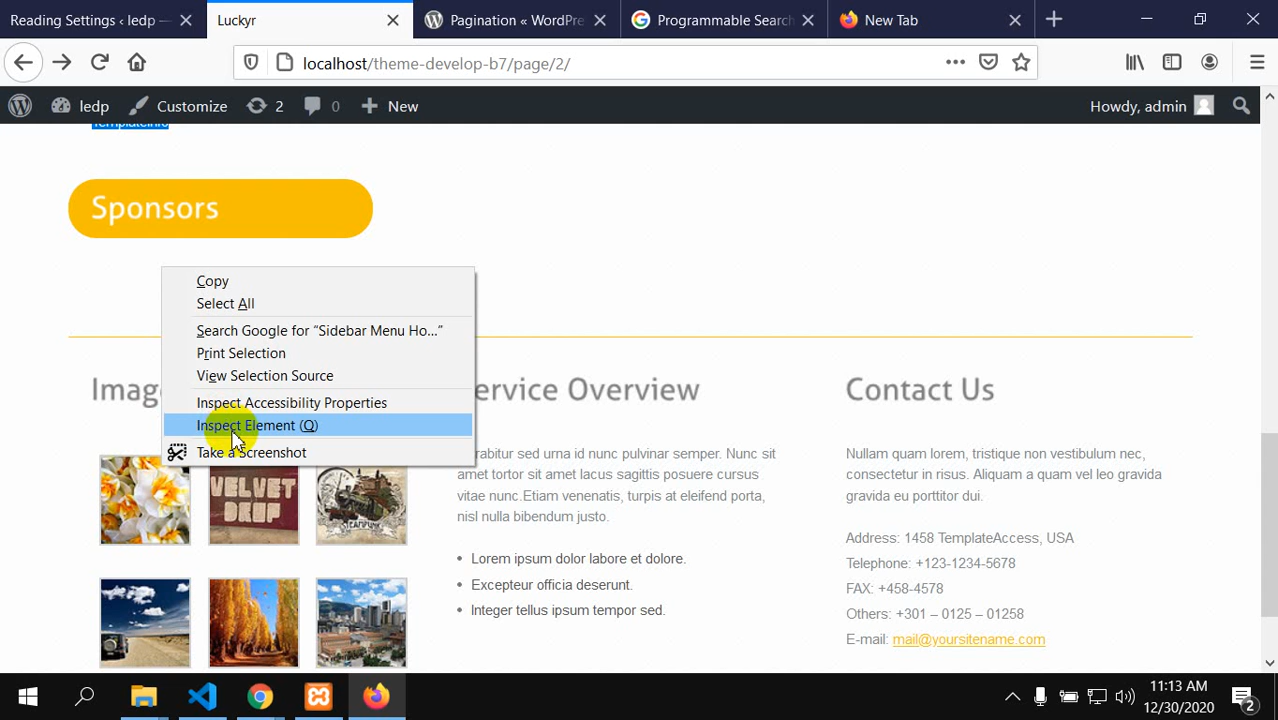 Reading Settings ‹ ledp —
Luckyr
Pagination « WordPre
Programmable Search
New Tab
localhost/theme-develop-b7/page/2/
ledp
Customize
2
0
New
Howdy, admin
TemplateInfo
Sponsors
Copy
Select All
Search Google for “Sidebar Menu Ho...”
Print Selection
View Selection Source
Inspect Accessibility Properties
Inspect Element (Q)
Take a Screenshot
Imag
ervice Overview
rabitur sed urna id nunc pulvinar semper. Nunc sit
amet tortor sit amet lacus sagittis posuere cursus
vitae nunc.Etiam venenatis, turpis at eleifend porta,
nisl nulla bibendum justo.
• Lorem ipsum dolor labore et dolore.
• Excepteur officia deserunt.
• Integer tellus ipsum tempor sed.
Contact Us
Nullam quam lorem, tristique non vestibulum nec,
consectetur in risus. Aliquam a quam vel leo gravida
gravida eu porttitor dui.
Address: 1458 TemplateAccess, USA
Telephone: +123-1234-5678
FAX: +458-4578
Others: +301 – 0125 – 01258
E-mail: mail@yoursitename.com
VELVET
DROP
STEAMPUNK
11:13 AM
12/30/2020
2